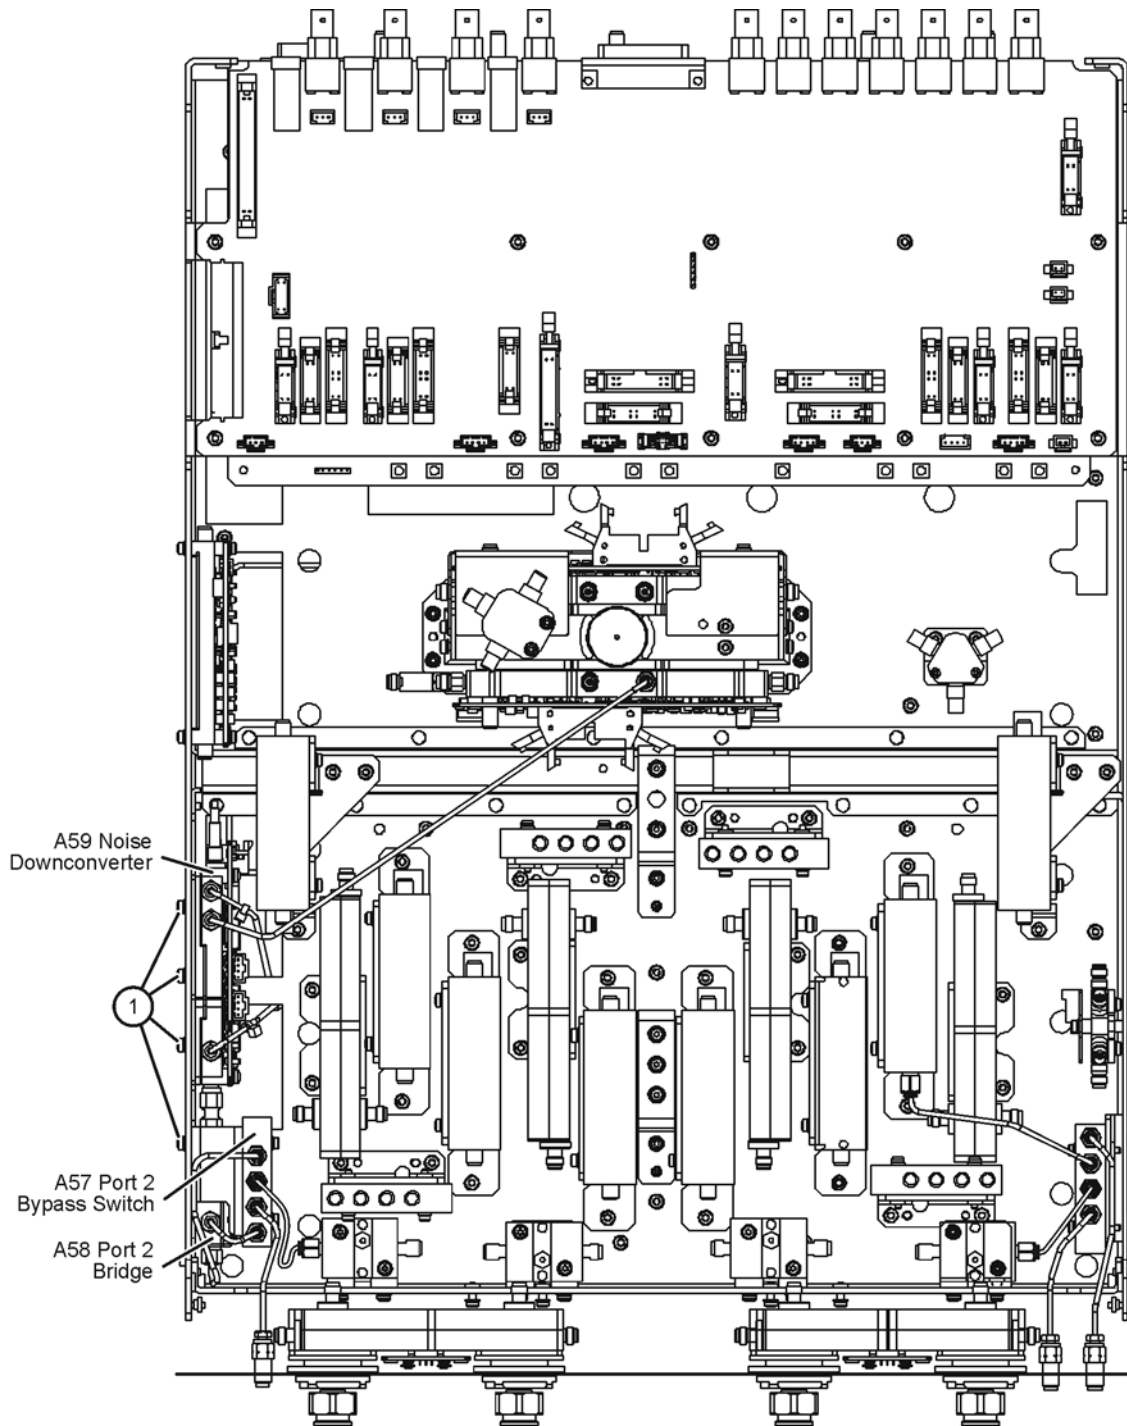 A59 Noise
Downconverter
1
A57 Port 2
Bypass Switch
A58 Port 2
Bridge